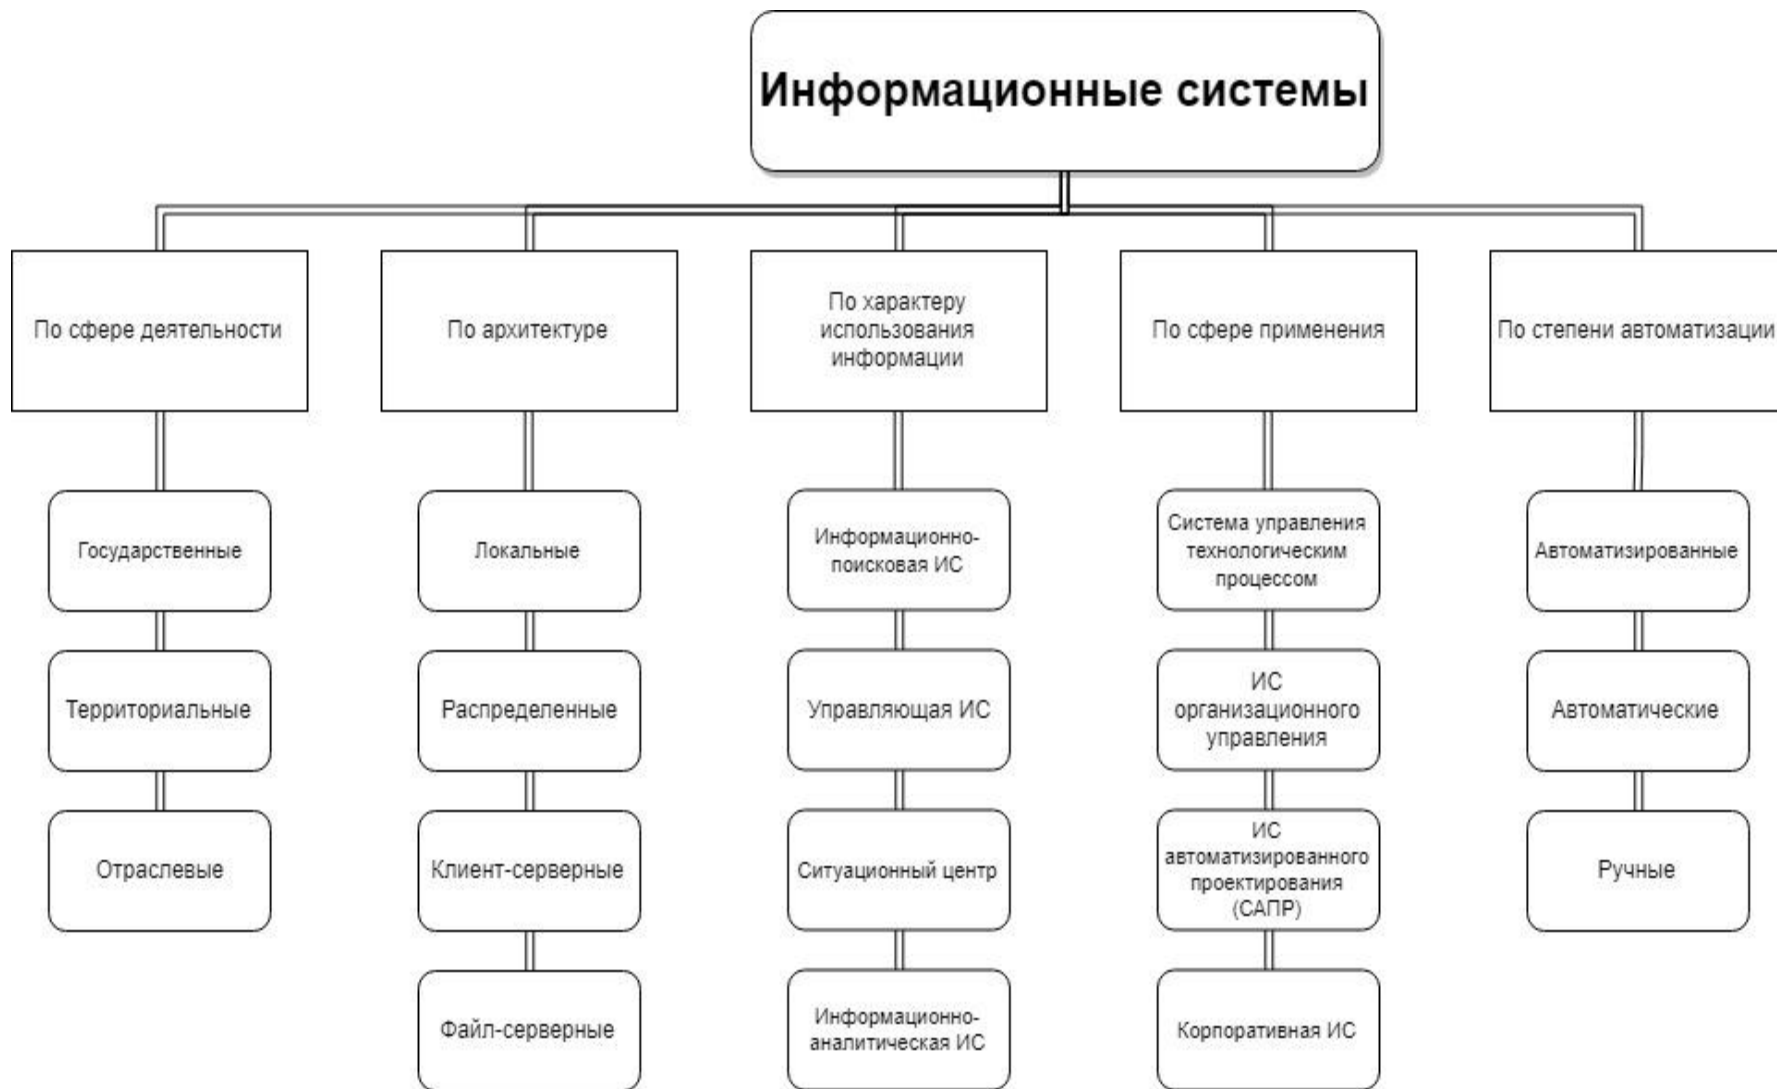 Информационные системы
По сфере деятельности
По архитектуре
По характеру
использования
информации
По сфере применения
По степени автоматизации
Государственные
Локальные
Информационно-
поисковая ИС
Система управления
технологическим
процессом
Автоматизированные
Территориальные
Распределенные
Управляющая ИС
ИС
организационного
управления
Автоматические
Отраслевые
Клиент-серверные
Ситуационный центр
ИС
автоматизированного
проектирования
(САПР)
Ручные
Файл-серверные
Информационно-
аналитическая ИС
Корпоративная ИС